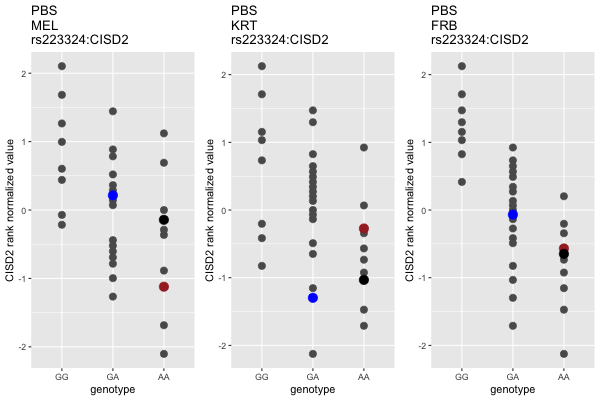 PBS
MEL
rs223324:CISD2
CISD2 rank normalized value
2
1
0
-1
-2
GG
GA
AA
genotype
PBS
KRT
rs223324:CISD2
CISD2 rank normalized value
2
1
0
-1
-2
GG
GA
AA
genotype
PBS
FRB
rs223324:CISD2
CISD2 rank normalized value
2
1
0
-1
-2
GG
GA
AA
genotype